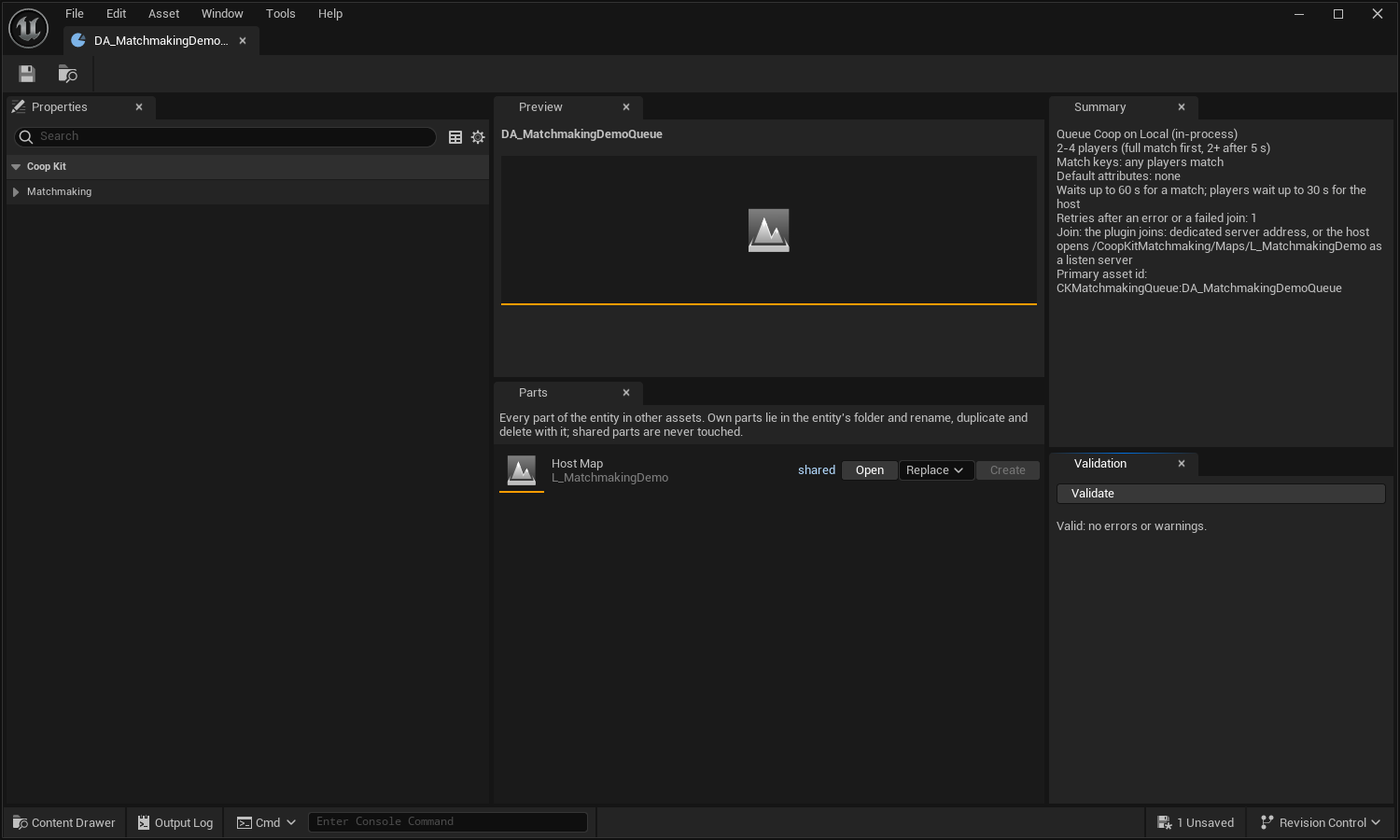 File Edit Asset Window Tools Help
DA_MatchmakingDemo...
Properties
Search
Coop Kit
Matchmaking
Preview
DA_MatchmakingDemoQueue
Parts
Every part of the entity in other assets. Own parts lie in the entity's folder and rename, duplicate and
delete with it; shared parts are never touched.
Host Map
L_MatchmakingDemo
shared Open Replace Create
Summary
Queue Coop on Local (in-process)
2-4 players (full match first, 2+ after 5 s)
Match keys: any players match
Default attributes: none
Waits up to 60 s for a match; players wait up to 30 s for the
host
Retries after an error or a failed join: 1
Join: the plugin joins: dedicated server address, or the host
opens /CoopKitMatchmaking/Maps/L_MatchmakingDemo as
a listen server
Primary asset id:
CKMatchmakingQueue:DA_MatchmakingDemoQueue
Validation
Validate
Valid: no errors or warnings.
Content Drawer Output Log Cmd Enter Console Command 1 Unsaved Revision Control